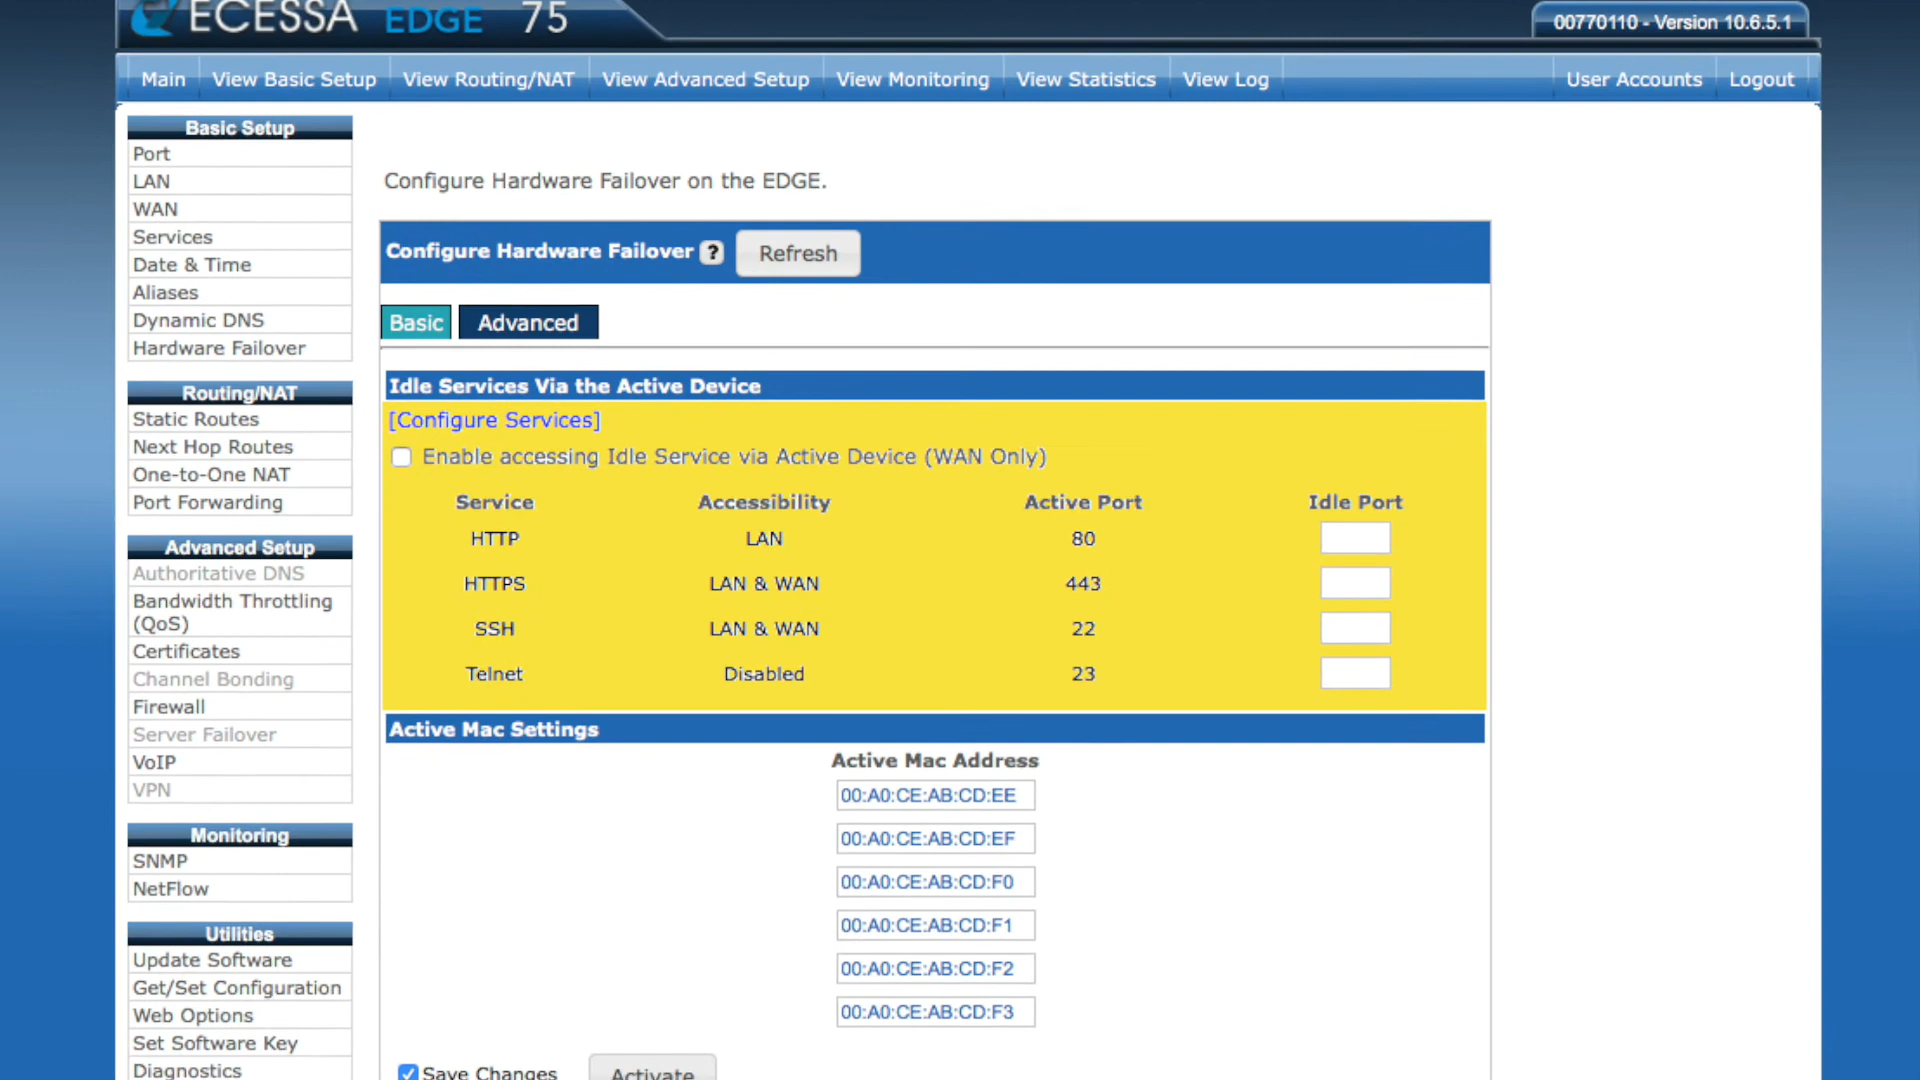 ECESSA EDGE 75
00770110 - Version 10.6.5.1
Main View Basic Setup View Routing/NAT View Advanced Setup View Monitoring View Statistics View Log User Accounts Logout
Basic Setup
Port
LAN
WAN
Services
Date & Time
Aliases
Dynamic DNS
Hardware Failover
Routing/NAT
Static Routes
Next Hop Routes
One-to-One NAT
Port Forwarding
Advanced Setup
Authoritative DNS
Bandwidth Throttling
(QoS)
Certificates
Channel Bonding
Firewall
Server Failover
VoIP
VPN
Monitoring
SNMP
NetFlow
Utilities
Update Software
Get/Set Configuration
Web Options
Set Software Key
Diagnostics
Configure Hardware Failover on the EDGE.
Configure Hardware Failover ? Refresh
Basic Advanced
Idle Services Via the Active Device
[Configure Services]
Enable accessing Idle Service via Active Device (WAN Only)
Service Accessibility Active Port Idle Port
HTTP LAN 80
HTTPS LAN & WAN 443
SSH LAN & WAN 22
Telnet Disabled 23
Active Mac Settings
Active Mac Address
00:A0:CE:AB:CD:EE
00:A0:CE:AB:CD:EF
00:A0:CE:AB:CD:F0
00:A0:CE:AB:CD:F1
00:A0:CE:AB:CD:F2
00:A0:CE:AB:CD:F3
Save Changes Activate